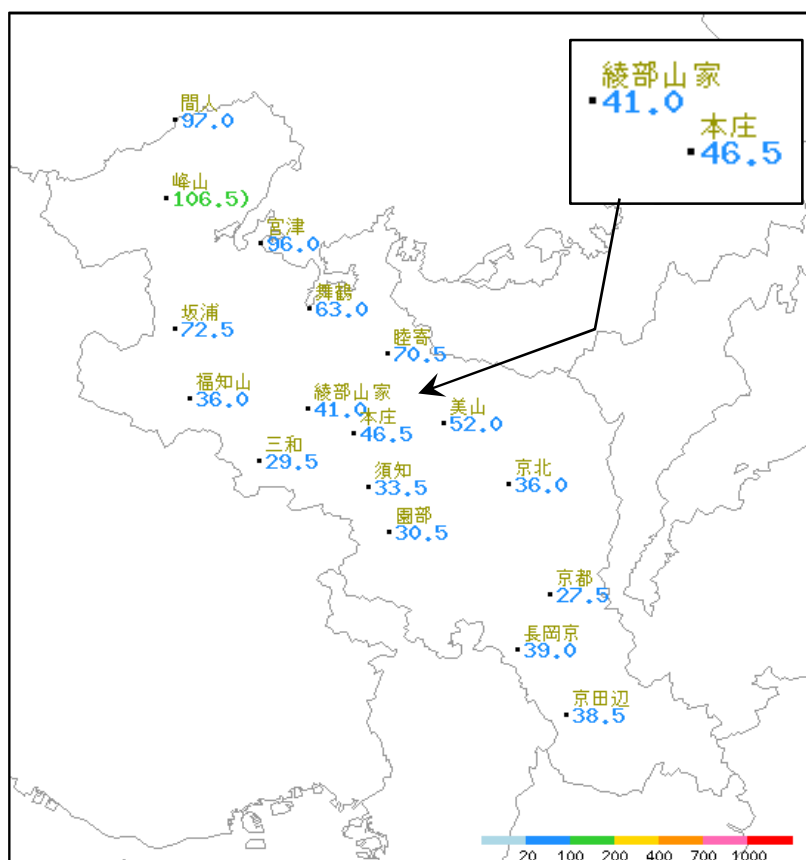 綾部山家
41.0
本庄
46.5
間人
97.0
峰山
106.5)
宮津
96.0
舞鶴
63.0
坂浦
72.5
睦寄
70.5
福知山
36.0
綾部山家
41.0
本庄
46.5
美山
52.0
三和
29.5
須知
33.5
京北
36.0
園部
30.5
京都
27.5
長岡京
39.0
京田辺
38.5
20 100 200 400 700 1000